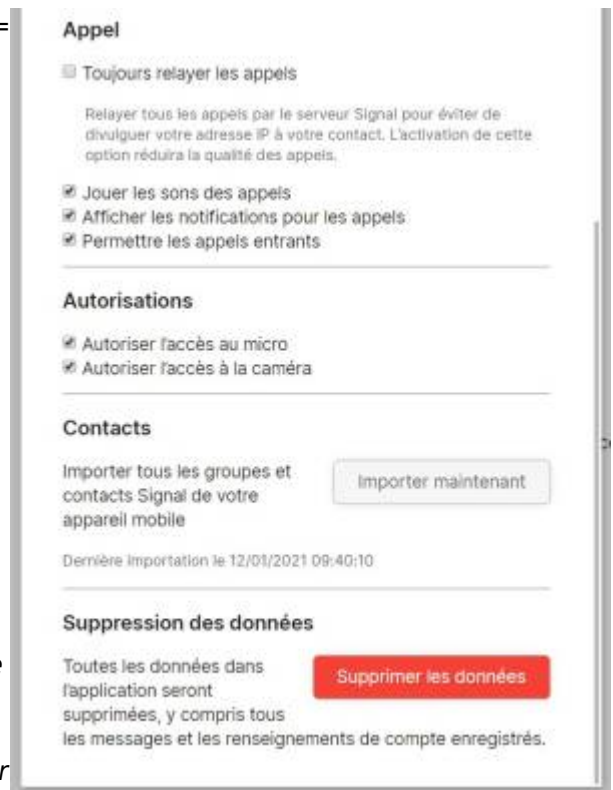 Appel
Toujours relayer les appels
Relayer tous les appels par le serveur Signal pour éviter de
divulguer votre adresse IP à votre contact. L'activation de cette
option réduira la qualité des appels.
Jouer les sons des appels
Afficher les notifications pour les appels
Permettre les appels entrants
Autorisations
Autoriser l'accès au micro
Autoriser l'accès à la caméra
Contacts
Importer tous les groupes et
contacts Signal de votre
appareil mobile
Importer maintenant
Dernière importation le 12/01/2021 09:40:10
Suppression des données
Toutes les données dans
l'application seront
supprimées, y compris tous
les messages et les renseignements de compte enregistrés.
Supprimer les données